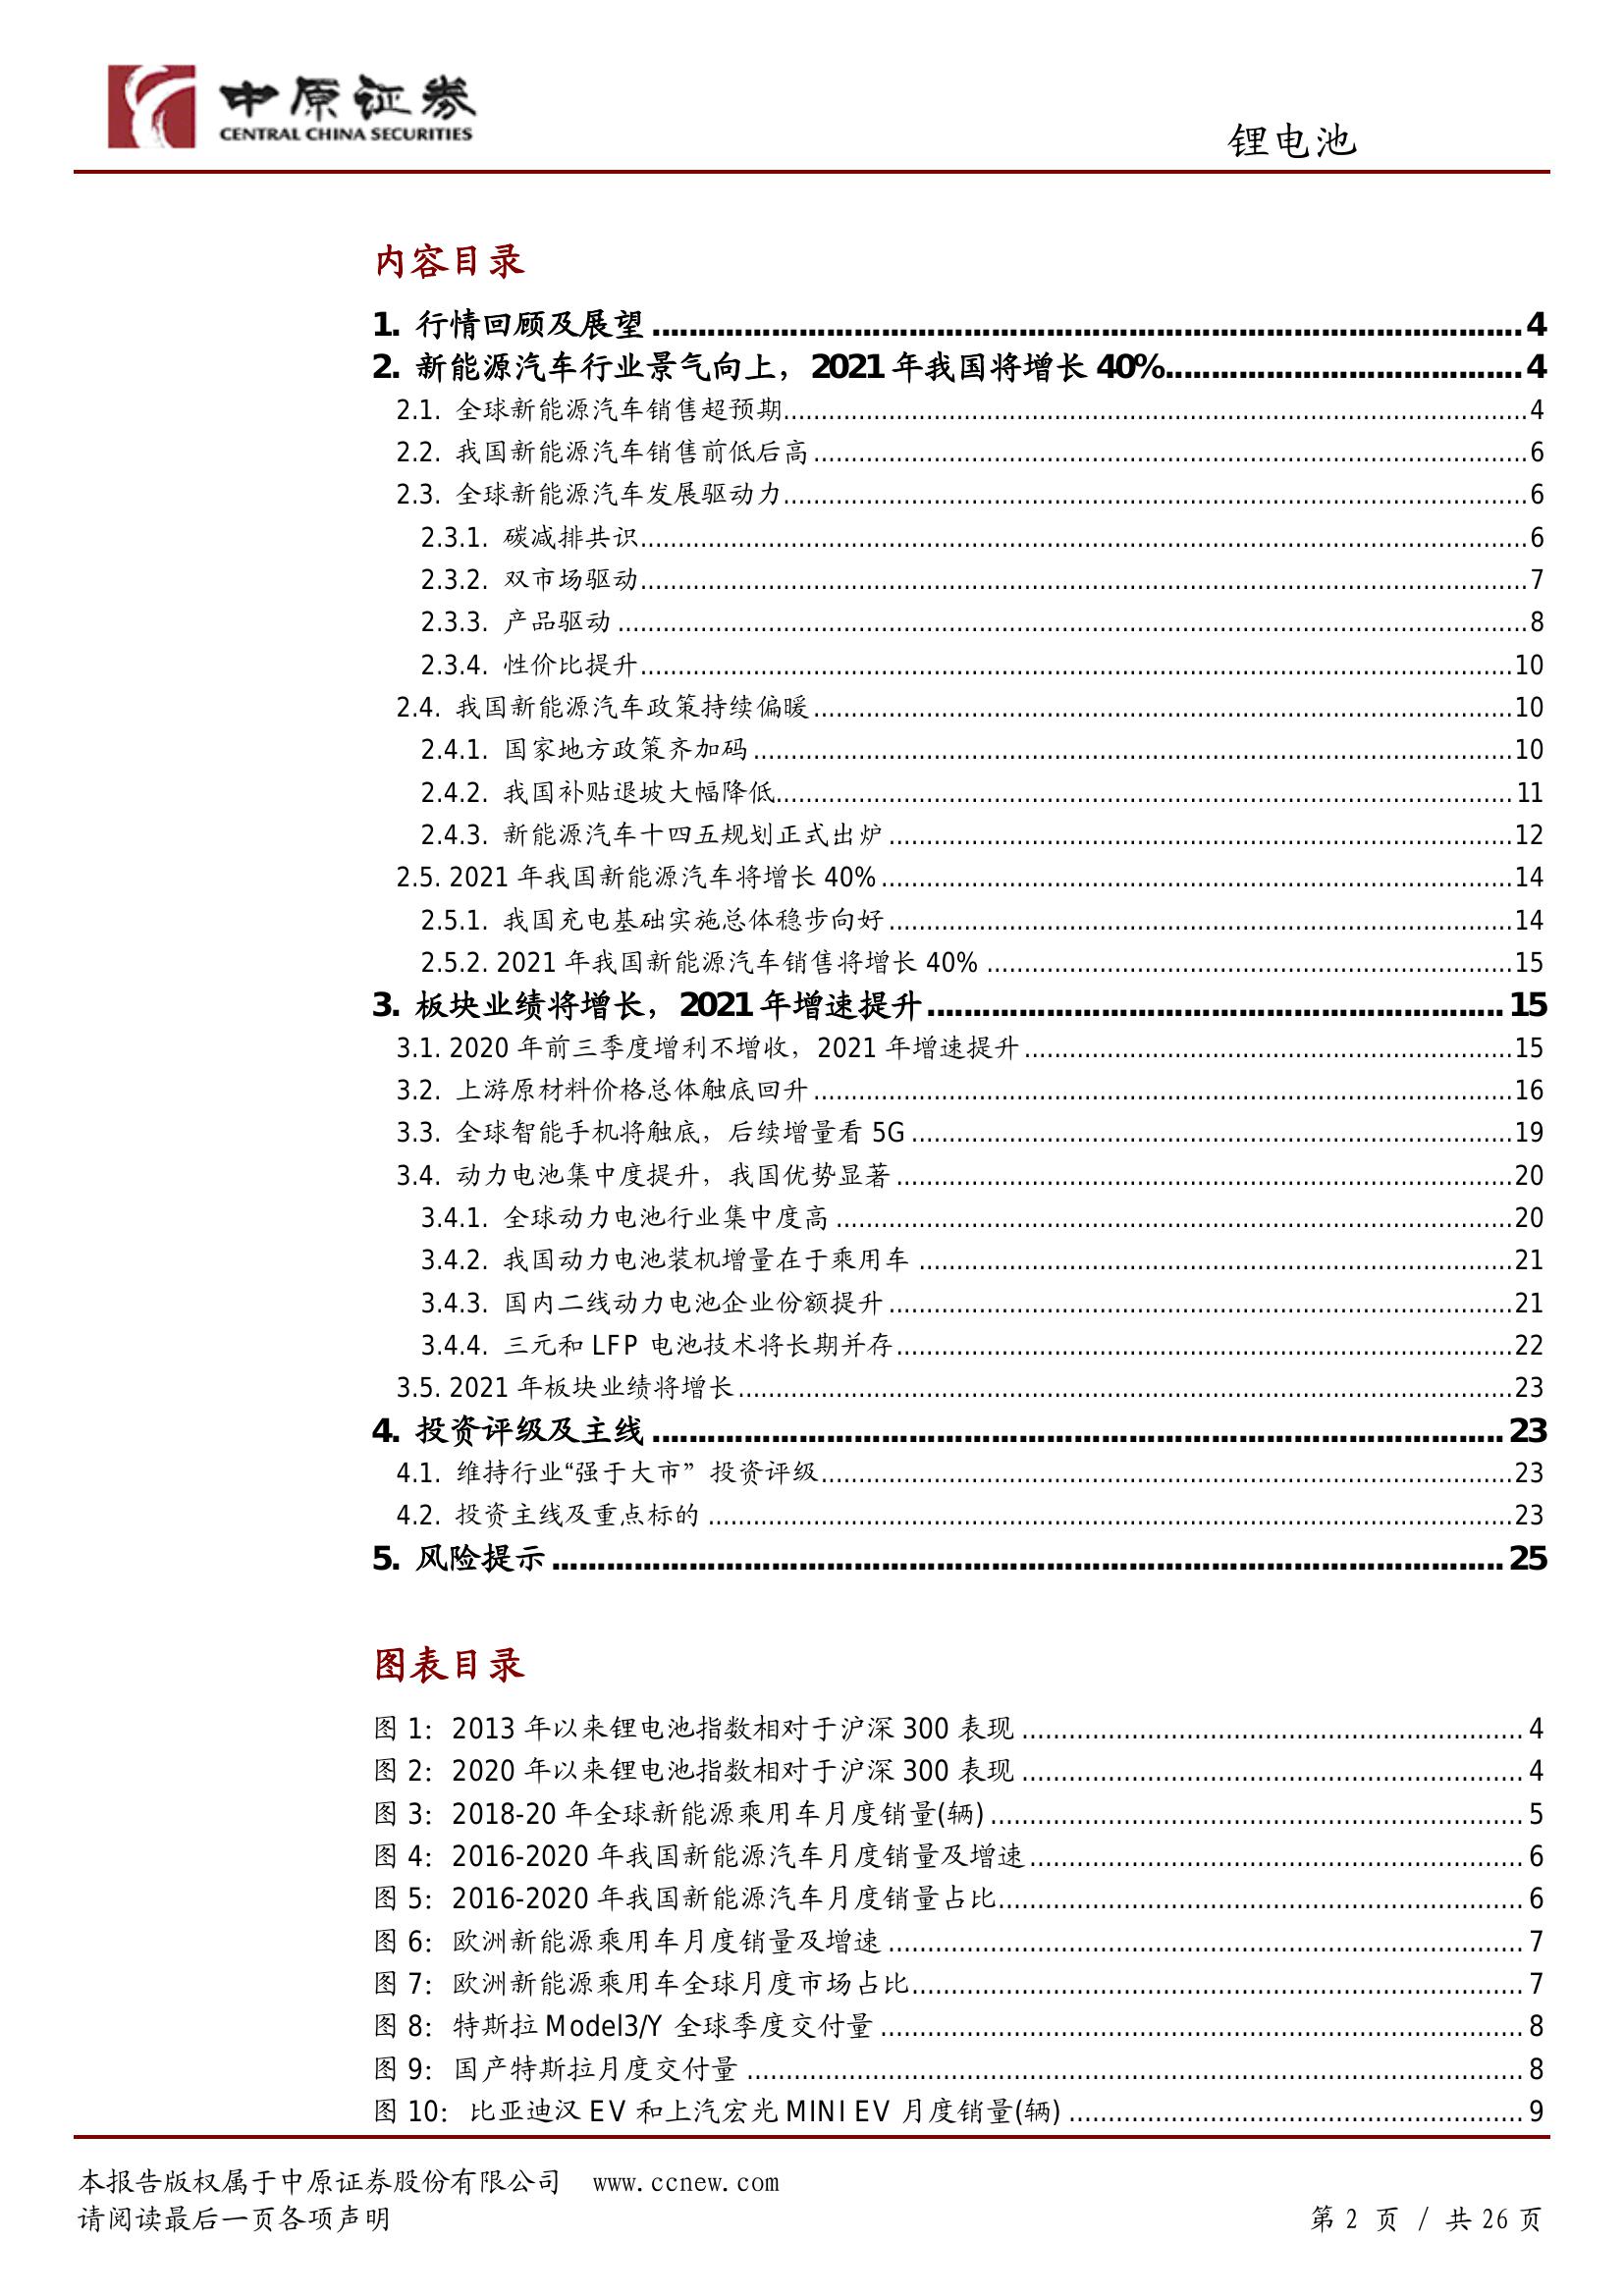 中原证券
CENTRAL CHINA SECURITIES
锂电池
内容目录
1. 行情回顾及展望 ........ 4
2. 新能源汽车行业景气向上，2021 年我国将增长 40% ........ 4
2.1. 全球新能源汽车销售超预期 ........ 4
2.2. 我国新能源汽车销售前低后高 ........ 6
2.3. 全球新能源汽车发展驱动力 ........ 6
2.3.1. 碳减排共识 ........ 6
2.3.2. 双市场驱动 ........ 7
2.3.3. 产品驱动 ........ 8
2.3.4. 性价比提升 ........ 10
2.4. 我国新能源汽车政策持续偏暖 ........ 10
2.4.1. 国家地方政策齐加码 ........ 10
2.4.2. 我国补贴退坡大幅降低 ........ 11
2.4.3. 新能源汽车十四五规划正式出炉 ........ 12
2.5. 2021 年我国新能源汽车将增长 40% ........ 14
2.5.1. 我国充电基础实施总体稳步向好 ........ 14
2.5.2. 2021 年我国新能源汽车销售将增长 40% ........ 15
3. 板块业绩将增长，2021 年增速提升 ........ 15
3.1. 2020 年前三季度增利不增收，2021 年增速提升 ........ 15
3.2. 上游原材料价格总体触底回升 ........ 16
3.3. 全球智能手机将触底，后续增量看 5G ........ 19
3.4. 动力电池集中度提升，我国优势显著 ........ 20
3.4.1. 全球动力电池行业集中度高 ........ 20
3.4.2. 我国动力电池装机增量在于乘用车 ........ 21
3.4.3. 国内二线动力电池企业份额提升 ........ 21
3.4.4. 三元和 LFP 电池技术将长期并存 ........ 22
3.5. 2021 年板块业绩将增长 ........ 23
4. 投资评级及主线 ........ 23
4.1. 维持行业“强于大市”投资评级 ........ 23
4.2. 投资主线及重点标的 ........ 23
5. 风险提示 ........ 25
图表目录
图 1：2013 年以来锂电池指数相对于沪深 300 表现 ........ 4
图 2：2020 年以来锂电池指数相对于沪深 300 表现 ........ 4
图 3：2018-20 年全球新能源乘用车月度销量(辆) ........ 5
图 4：2016-2020 年我国新能源汽车月度销量及增速 ........ 6
图 5：2016-2020 年我国新能源汽车月度销量占比 ........ 6
图 6：欧洲新能源乘用车月度销量及增速 ........ 7
图 7：欧洲新能源乘用车全球月度市场占比 ........ 7
图 8：特斯拉 Model3/Y 全球季度交付量 ........ 8
图 9：国产特斯拉月度交付量 ........ 8
图 10：比亚迪汉 EV 和上汽宏光 MINI EV 月度销量(辆) ........ 9
本报告版权属于中原证券股份有限公司 www.ccnew.com
请阅读最后一页各项声明 第 2 页 / 共 26 页